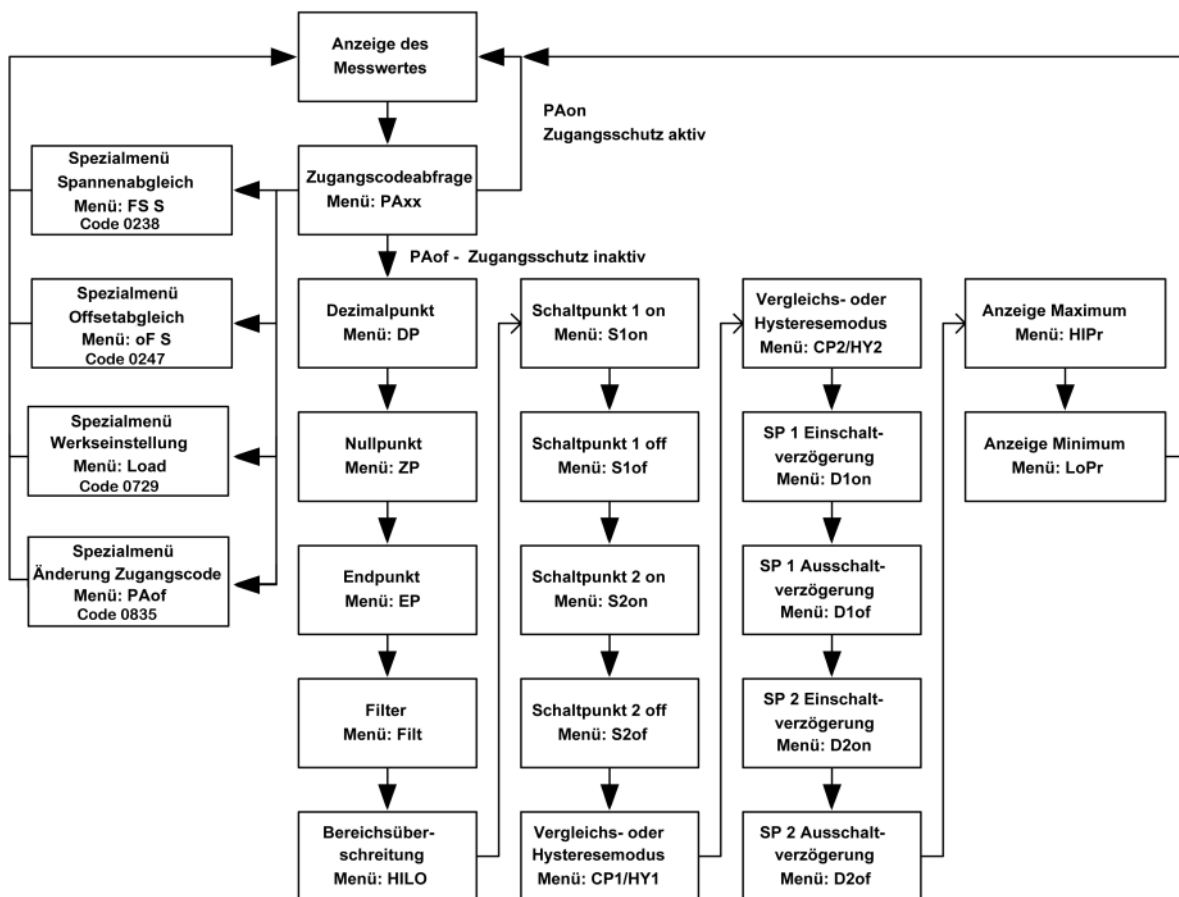 Anzeige des
Messwertes
PAon
Zugangsschutz aktiv
Spezialmenü
Spannenabgleich
Menü: FS S
Code 0238
Zugangscodeabfrage
Menü: PAxx
PAof - Zugangsschutz inaktiv
Spezialmenü
Offsetabgleich
Menü: oF S
Code 0247
Spezialmenü
Werkseinstellung
Menü: Load
Code 0729
Spezialmenü
Änderung Zugangscode
Menü: PAof
Code 0835
Dezimalpunkt
Menü: DP
Nullpunkt
Menü: ZP
Endpunkt
Menü: EP
Filter
Menü: Filt
Bereichsüber-
schreitung
Menü: HILO
Schaltpunkt 1 on
Menü: S1on
Schaltpunkt 1 off
Menü: S1of
Schaltpunkt 2 on
Menü: S2on
Schaltpunkt 2 off
Menü: S2of
Vergleichs- oder
Hysteresemodus
Menü: CP1/HY1
Vergleichs- oder
Hysteresemodus
Menü: CP2/HY2
SP 1 Einschalt-
verzögerung
Menü: D1on
SP 1 Ausschalt-
verzögerung
Menü: D1of
SP 2 Einschalt-
verzögerung
Menü: D2on
SP 2 Ausschalt-
verzögerung
Menü: D2of
Anzeige Maximum
Menü: HIPr
Anzeige Minimum
Menü: LoPr